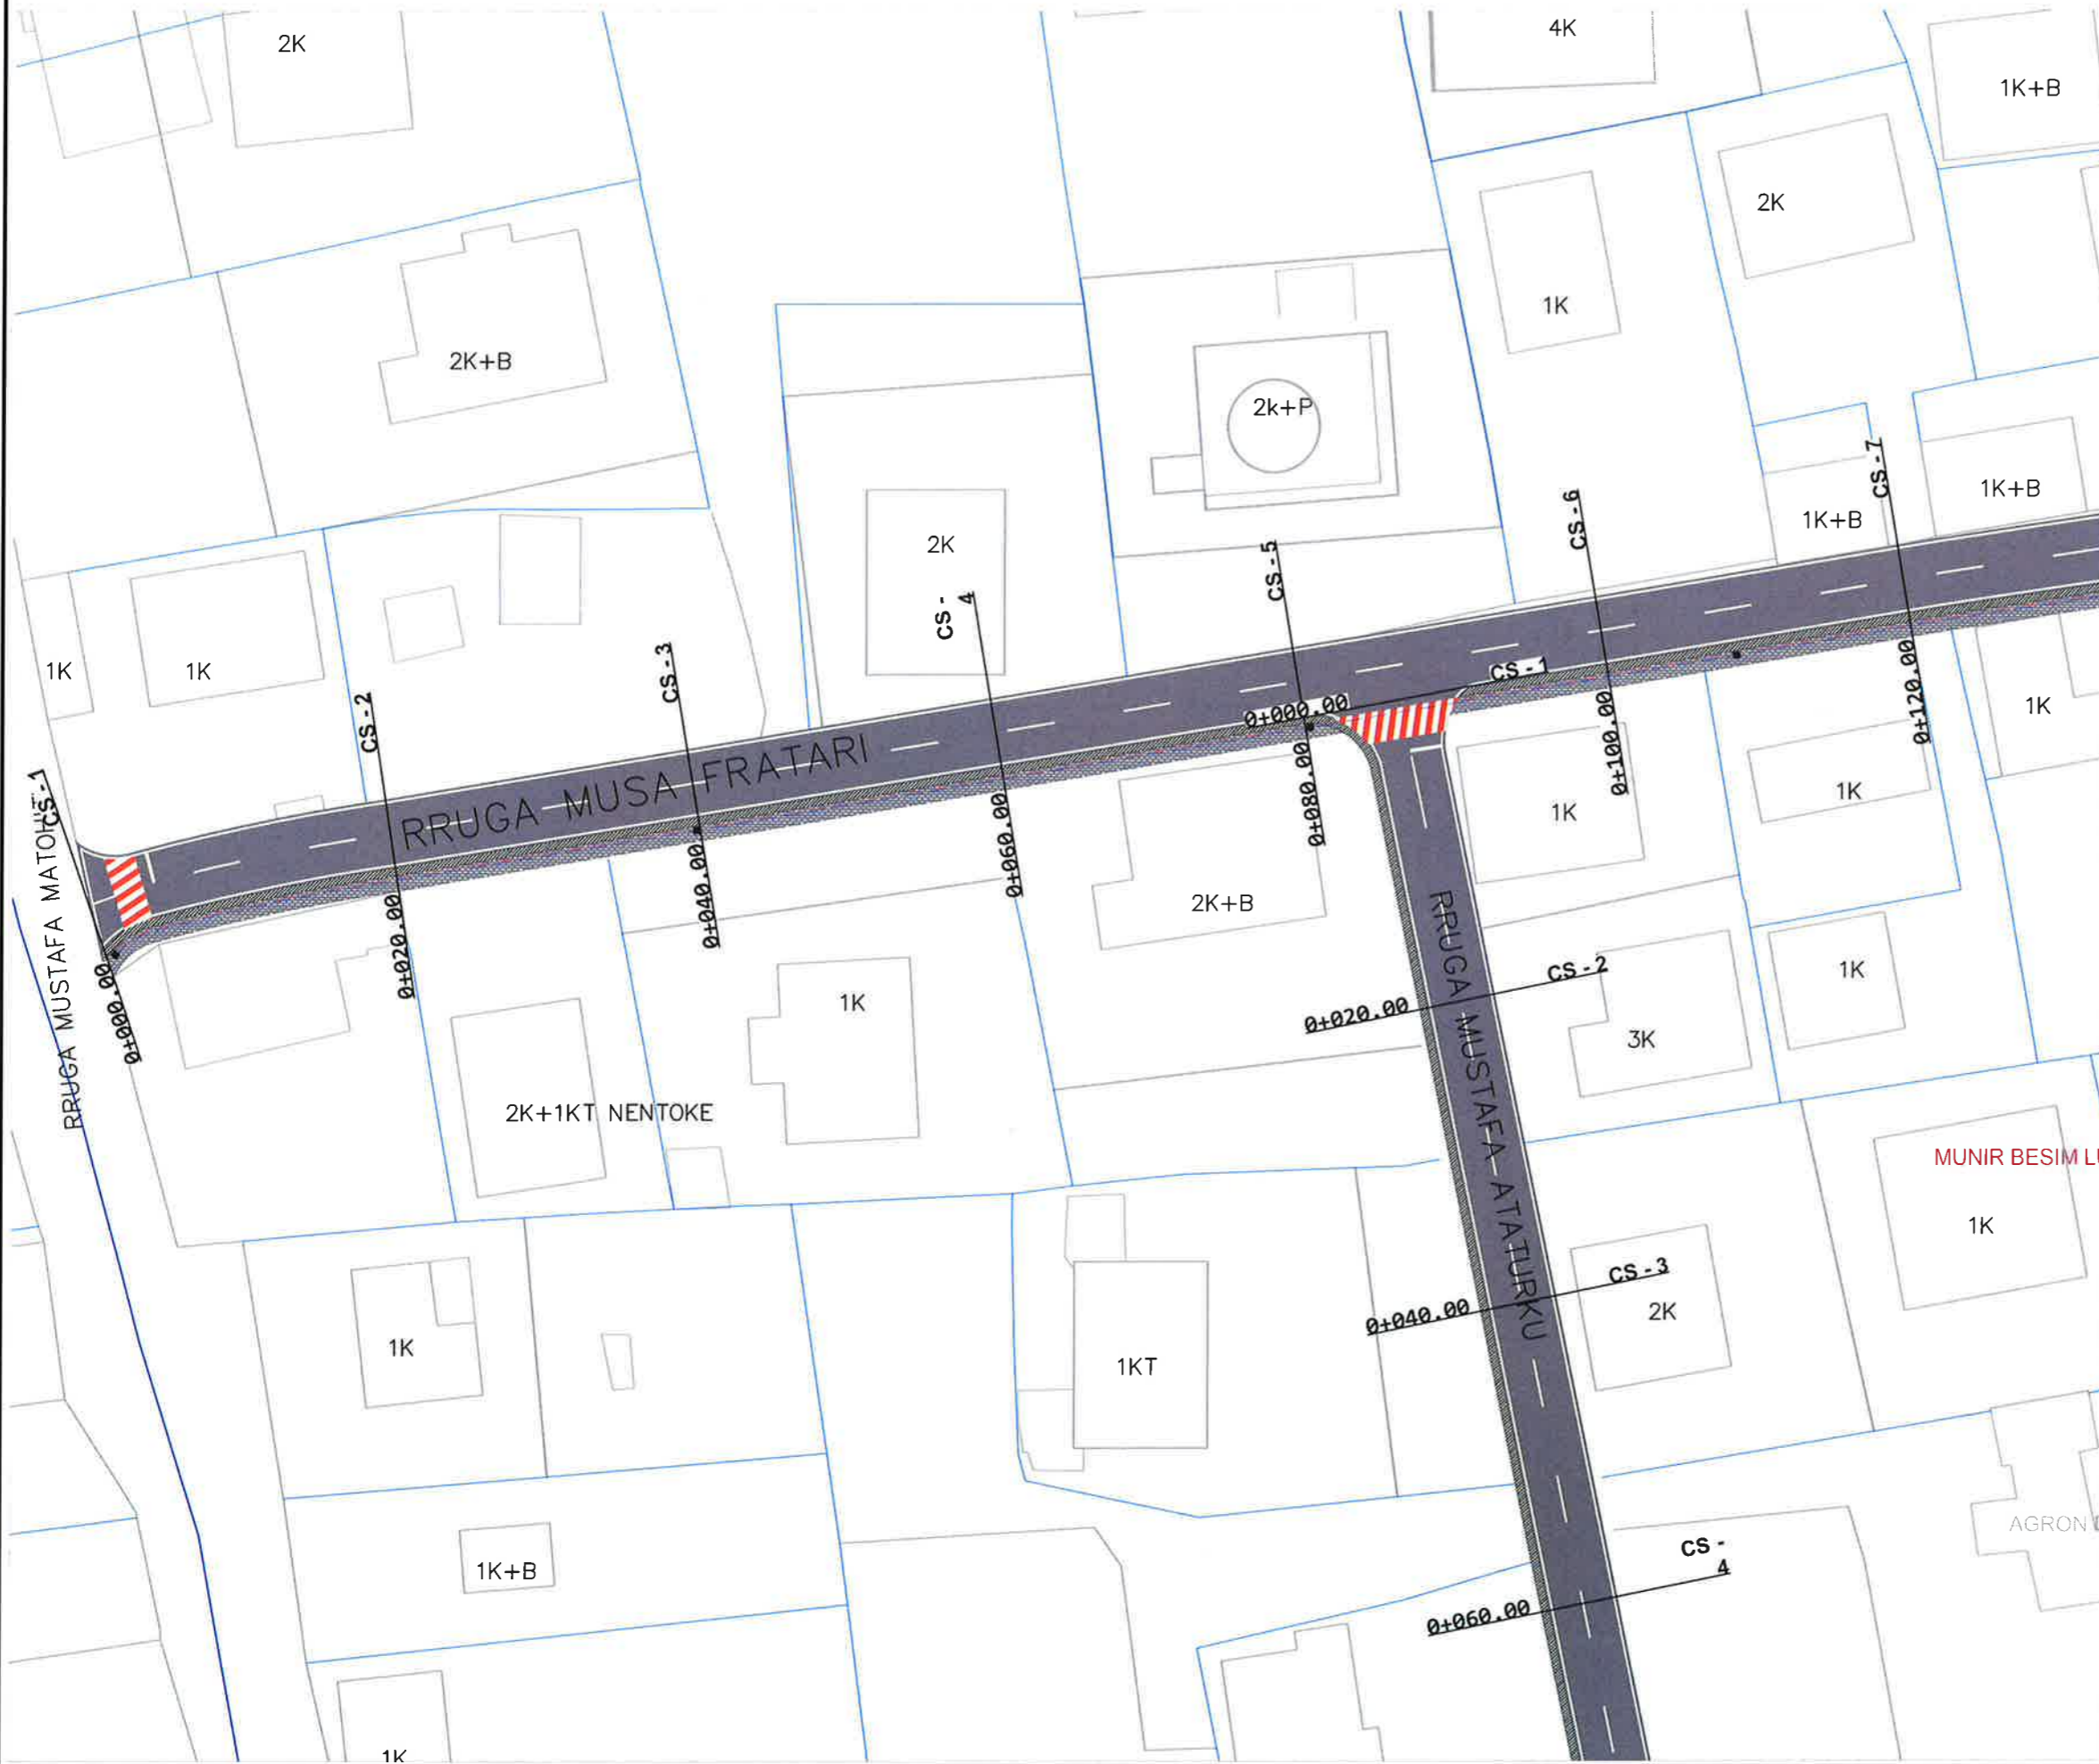 2K
4K
1K+B
2K
1K
2K+B
2k+P
CS-7
1K+B
CS-6
1K+B
2K
CS-5
CS -
4
CS-3
1K
1K
CS-2
CS-1
1K
0+000.00
0+120.00
0+100.00
RRUGA MUSA FRATARI
CS-1
0+080.00
1K
1K
0+060.00
0+040.00
2K+B
0+020.00
RRUGA MUSTAFA
0+000.00
RRUGA MUSTAFA ATATURKU
CS-2
1K
1K
0+020.00
3K
2K+1KT NENTOKE
MUNIR BESIM
1K
CS-3
2K
0+040.00
1K
1KT
AGRON
CS -
4
1K+B
0+060.00
1K